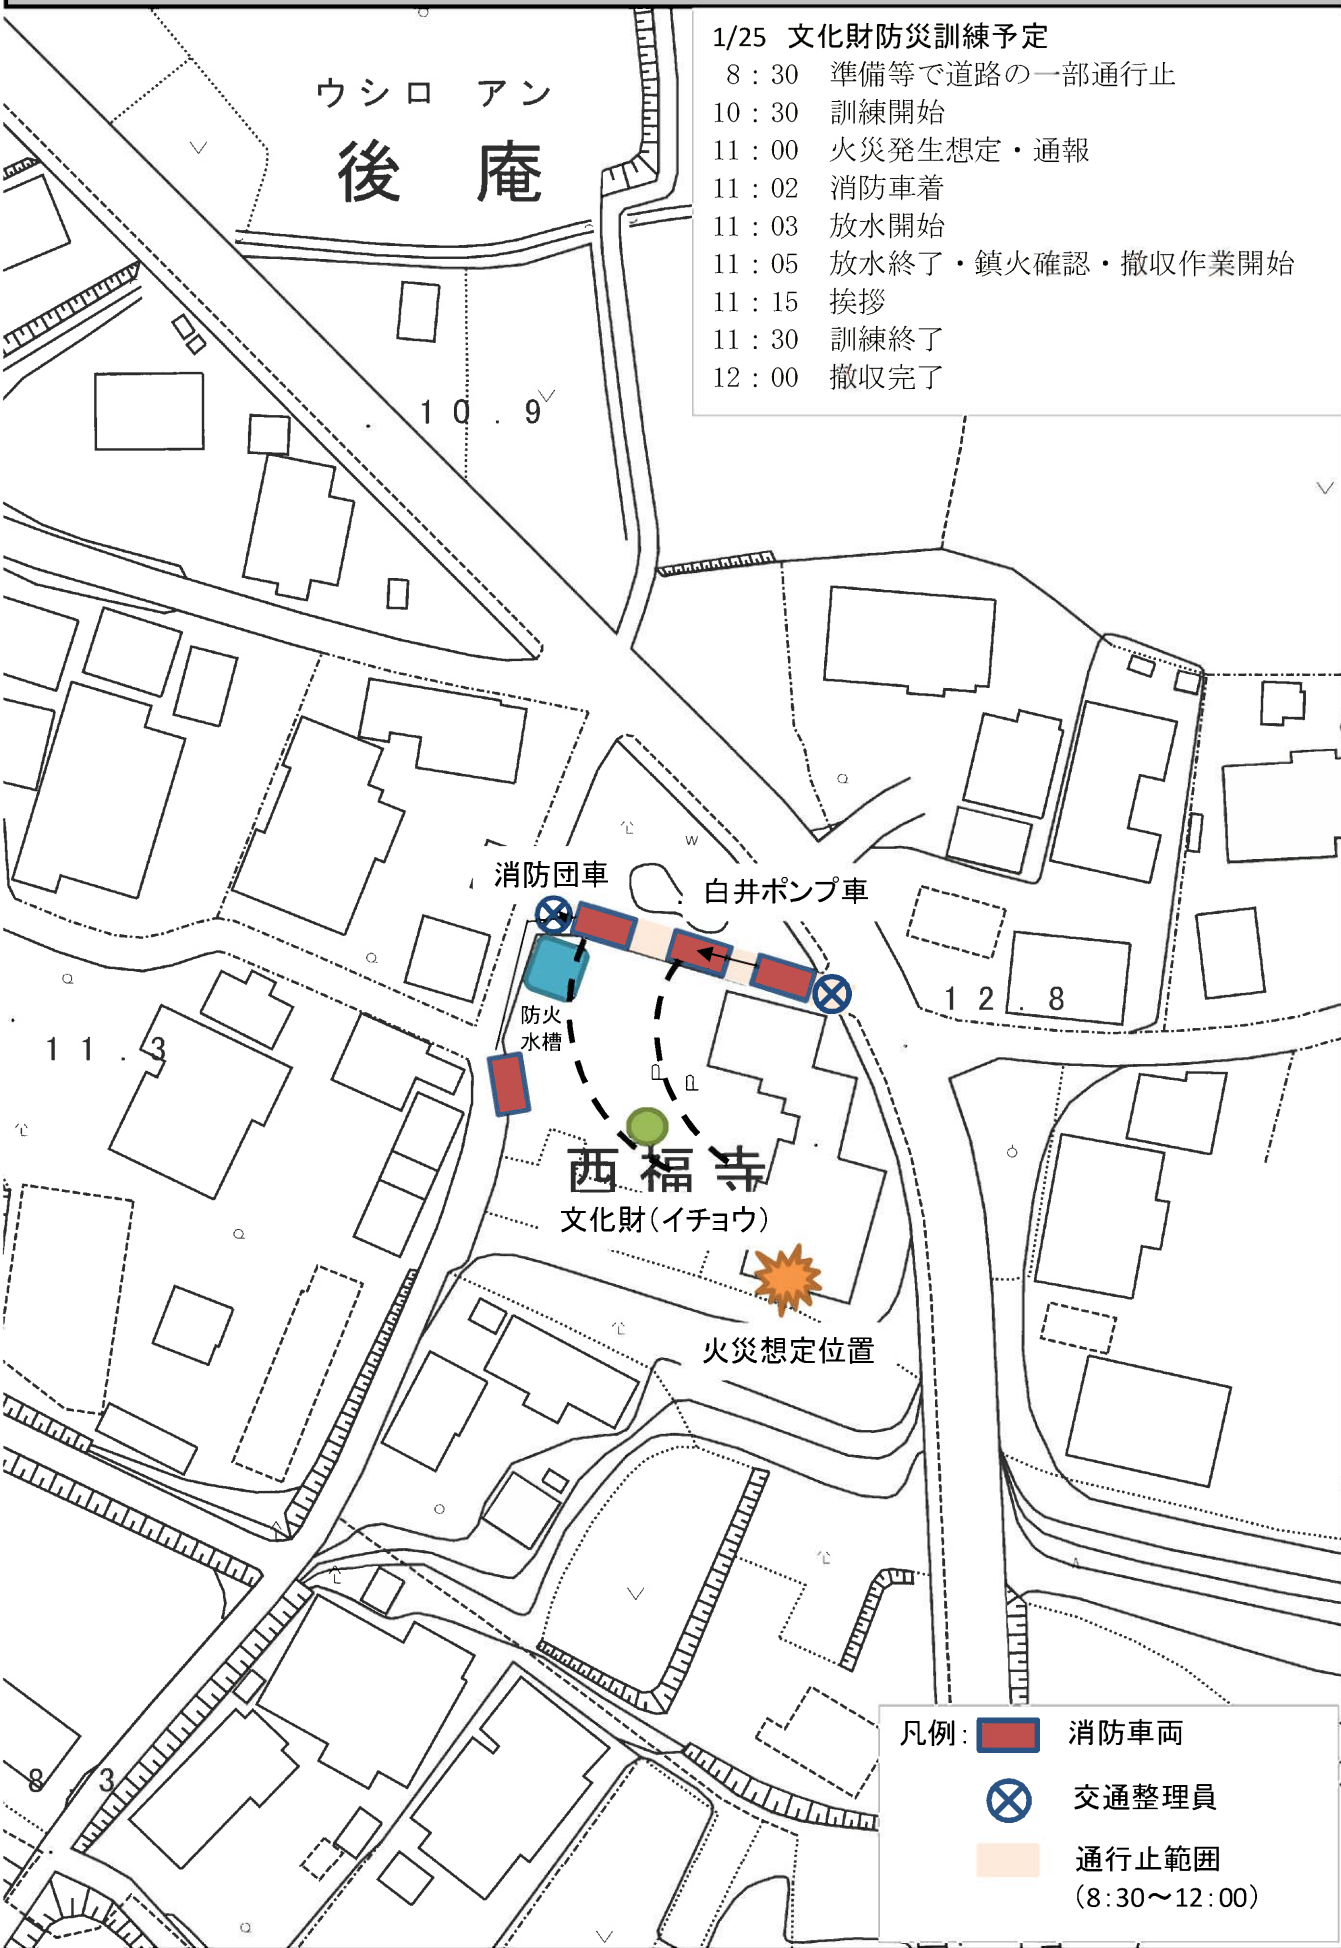 1/25 文化財防災訓練予定
8：30 準備等で道路の一部通行止
10：30 訓練開始
11：00 火災発生想定・通報
11：02 消防車着
11：03 放水開始
11：05 放水終了・鎮火確認・撤収作業開始
11：15 挨拶
11：30 訓練終了
12：00 撤収完了
ウシロ アン
後 庵
10.9
消防団車
白井ポンプ車
12.8
防火
水槽
11.3
P
P
西福寺
文化財(イチョウ)
火災想定位置
8.3
凡例:
消防車両
交通整理員
通行止範囲
(8:30～12:00)